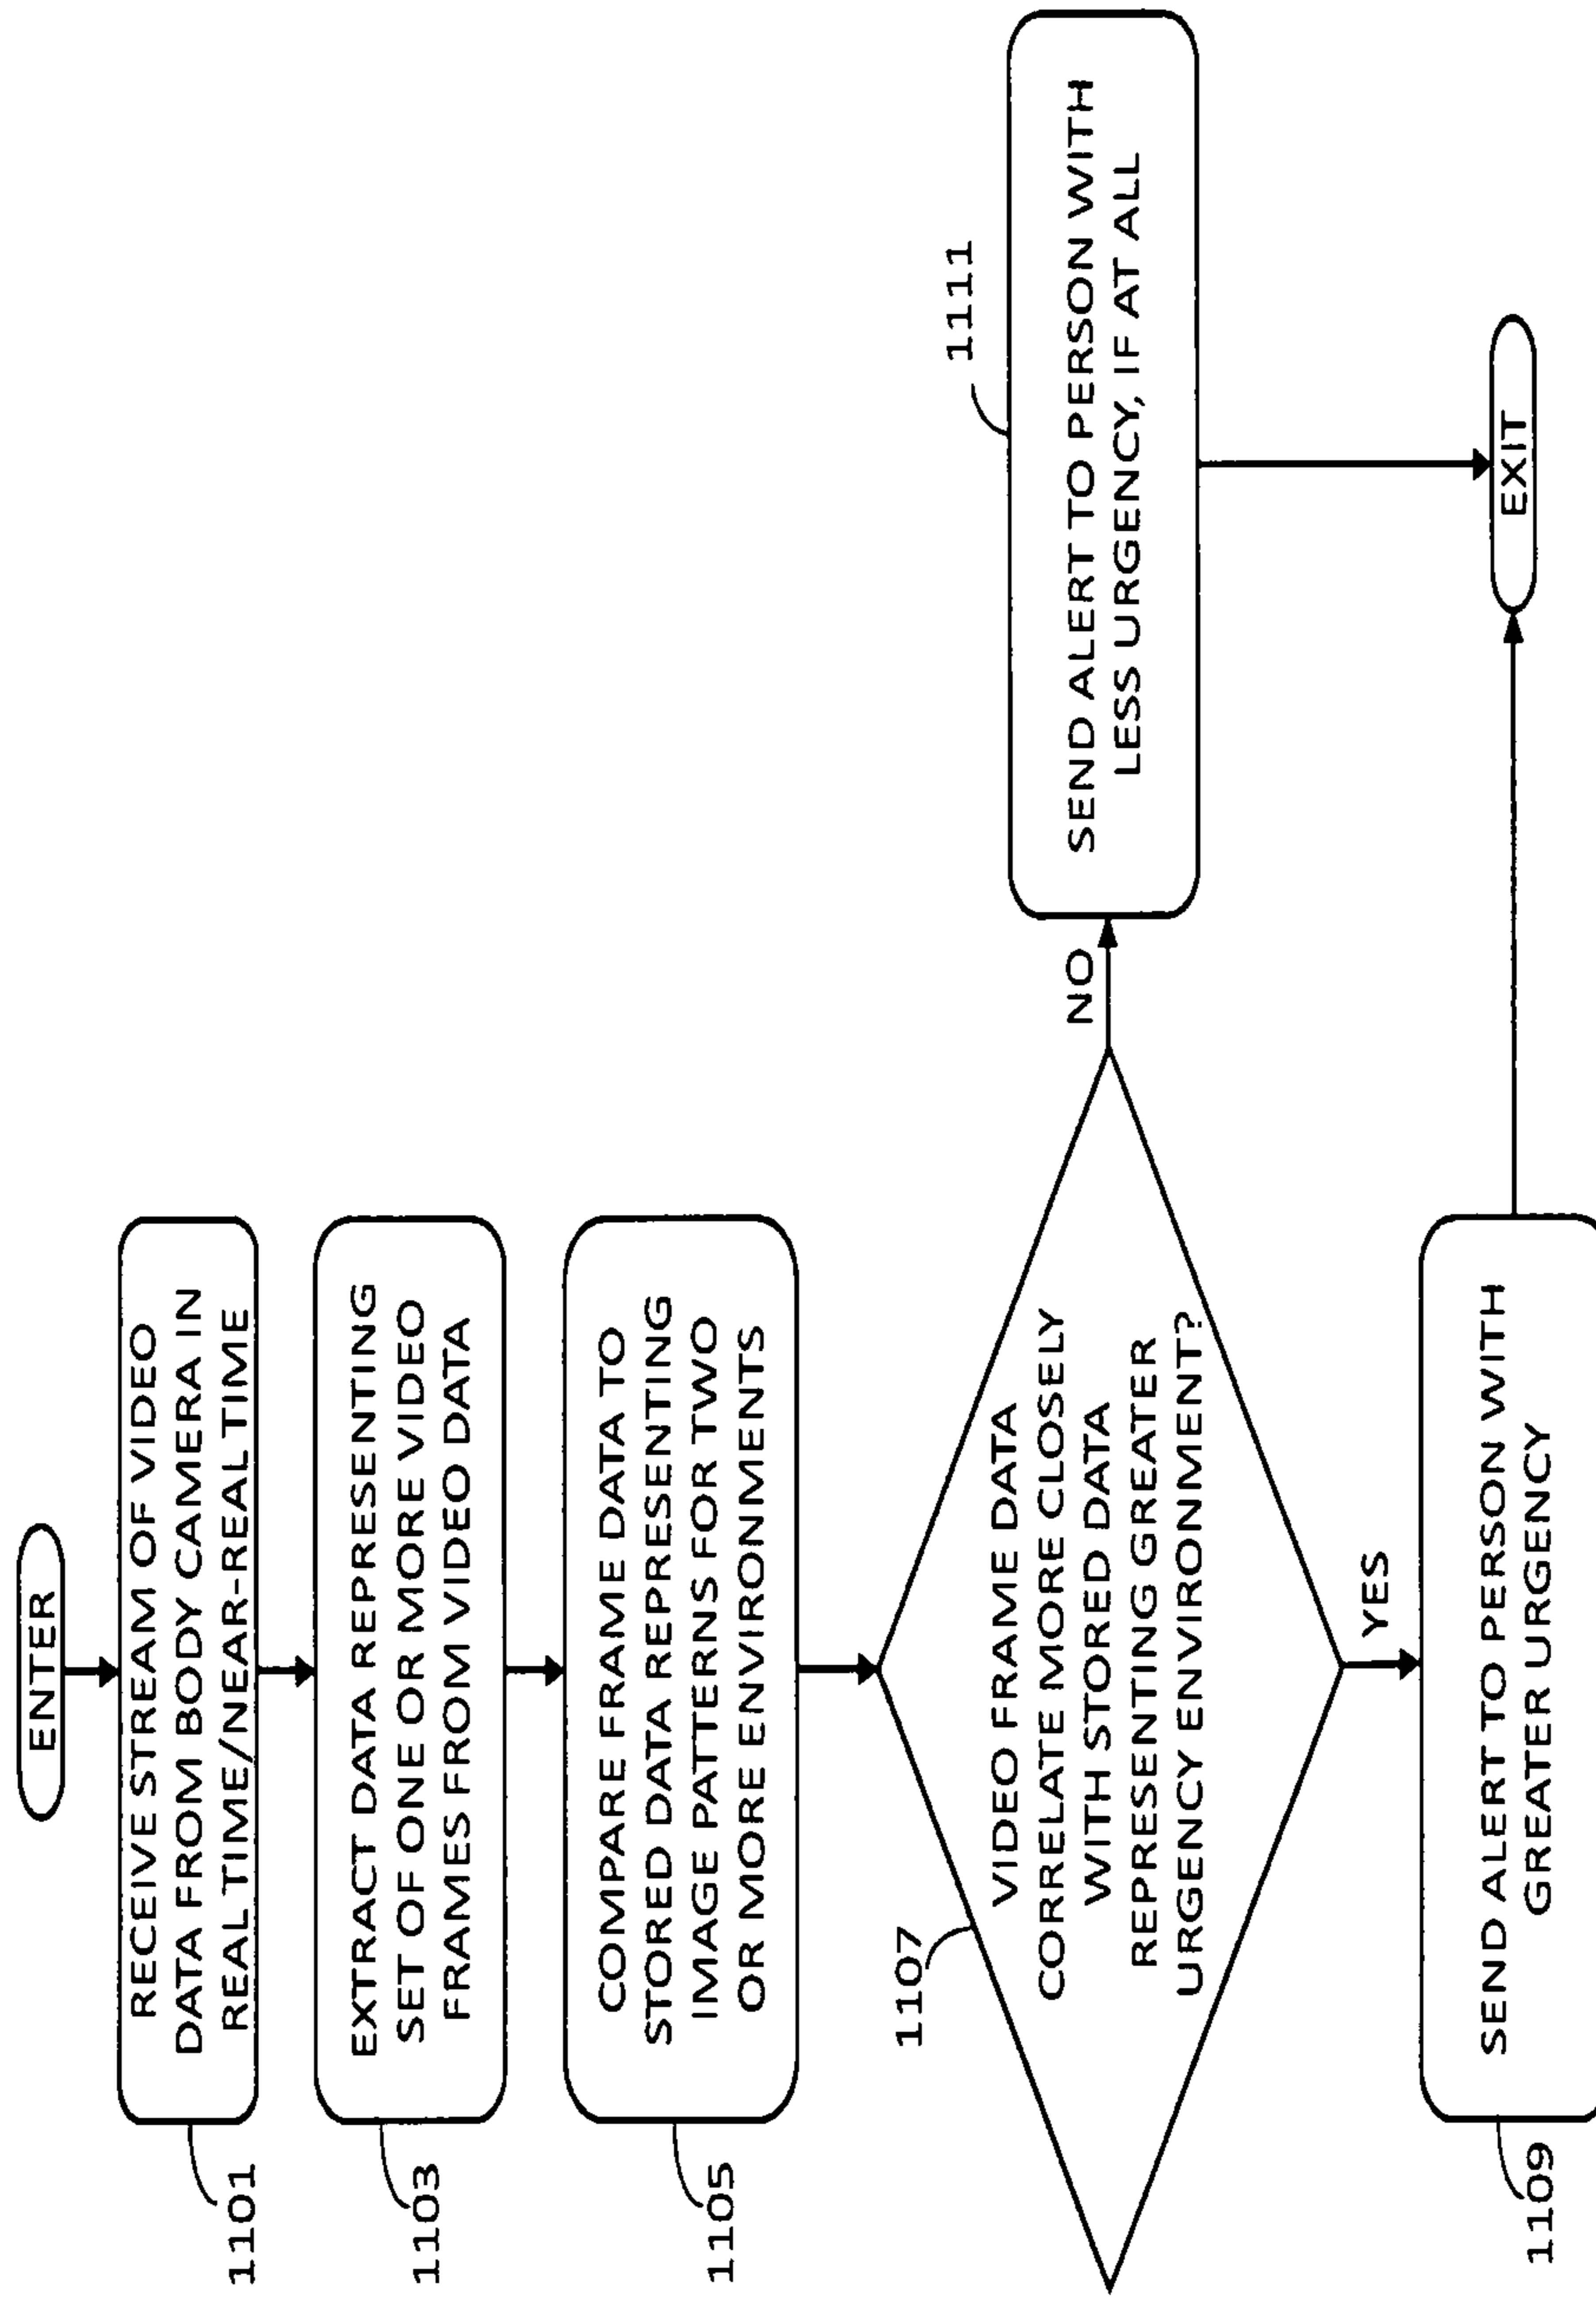 ENTER
RECEIVE STREAM OF VIDEO
DATA FROM BODY CAMERA IN
REAL TIME/NEAR-REAL TIME
1101
EXTRACT DATA REPRESENTING
SET OF ONE OR MORE VIDEO
FRAMES FROM VIDEO DATA
1103
COMPARE FRAME DATA TO
STORED DATA REPRESENTING
IMAGE PATTERNS FOR TWO
OR MORE ENVIRONMENTS
1105
1107
VIDEO FRAME DATA
CORRELATE MORE CLOSELY
WITH STORED DATA
REPRESENTING GREATER
URGENCY ENVIRONMENT?
NO
1111
SEND ALERT TO PERSON WITH
LESS URGENCY, IF AT ALL
YES
SEND ALERT TO PERSON WITH
GREATER URGENCY
1109
EXIT